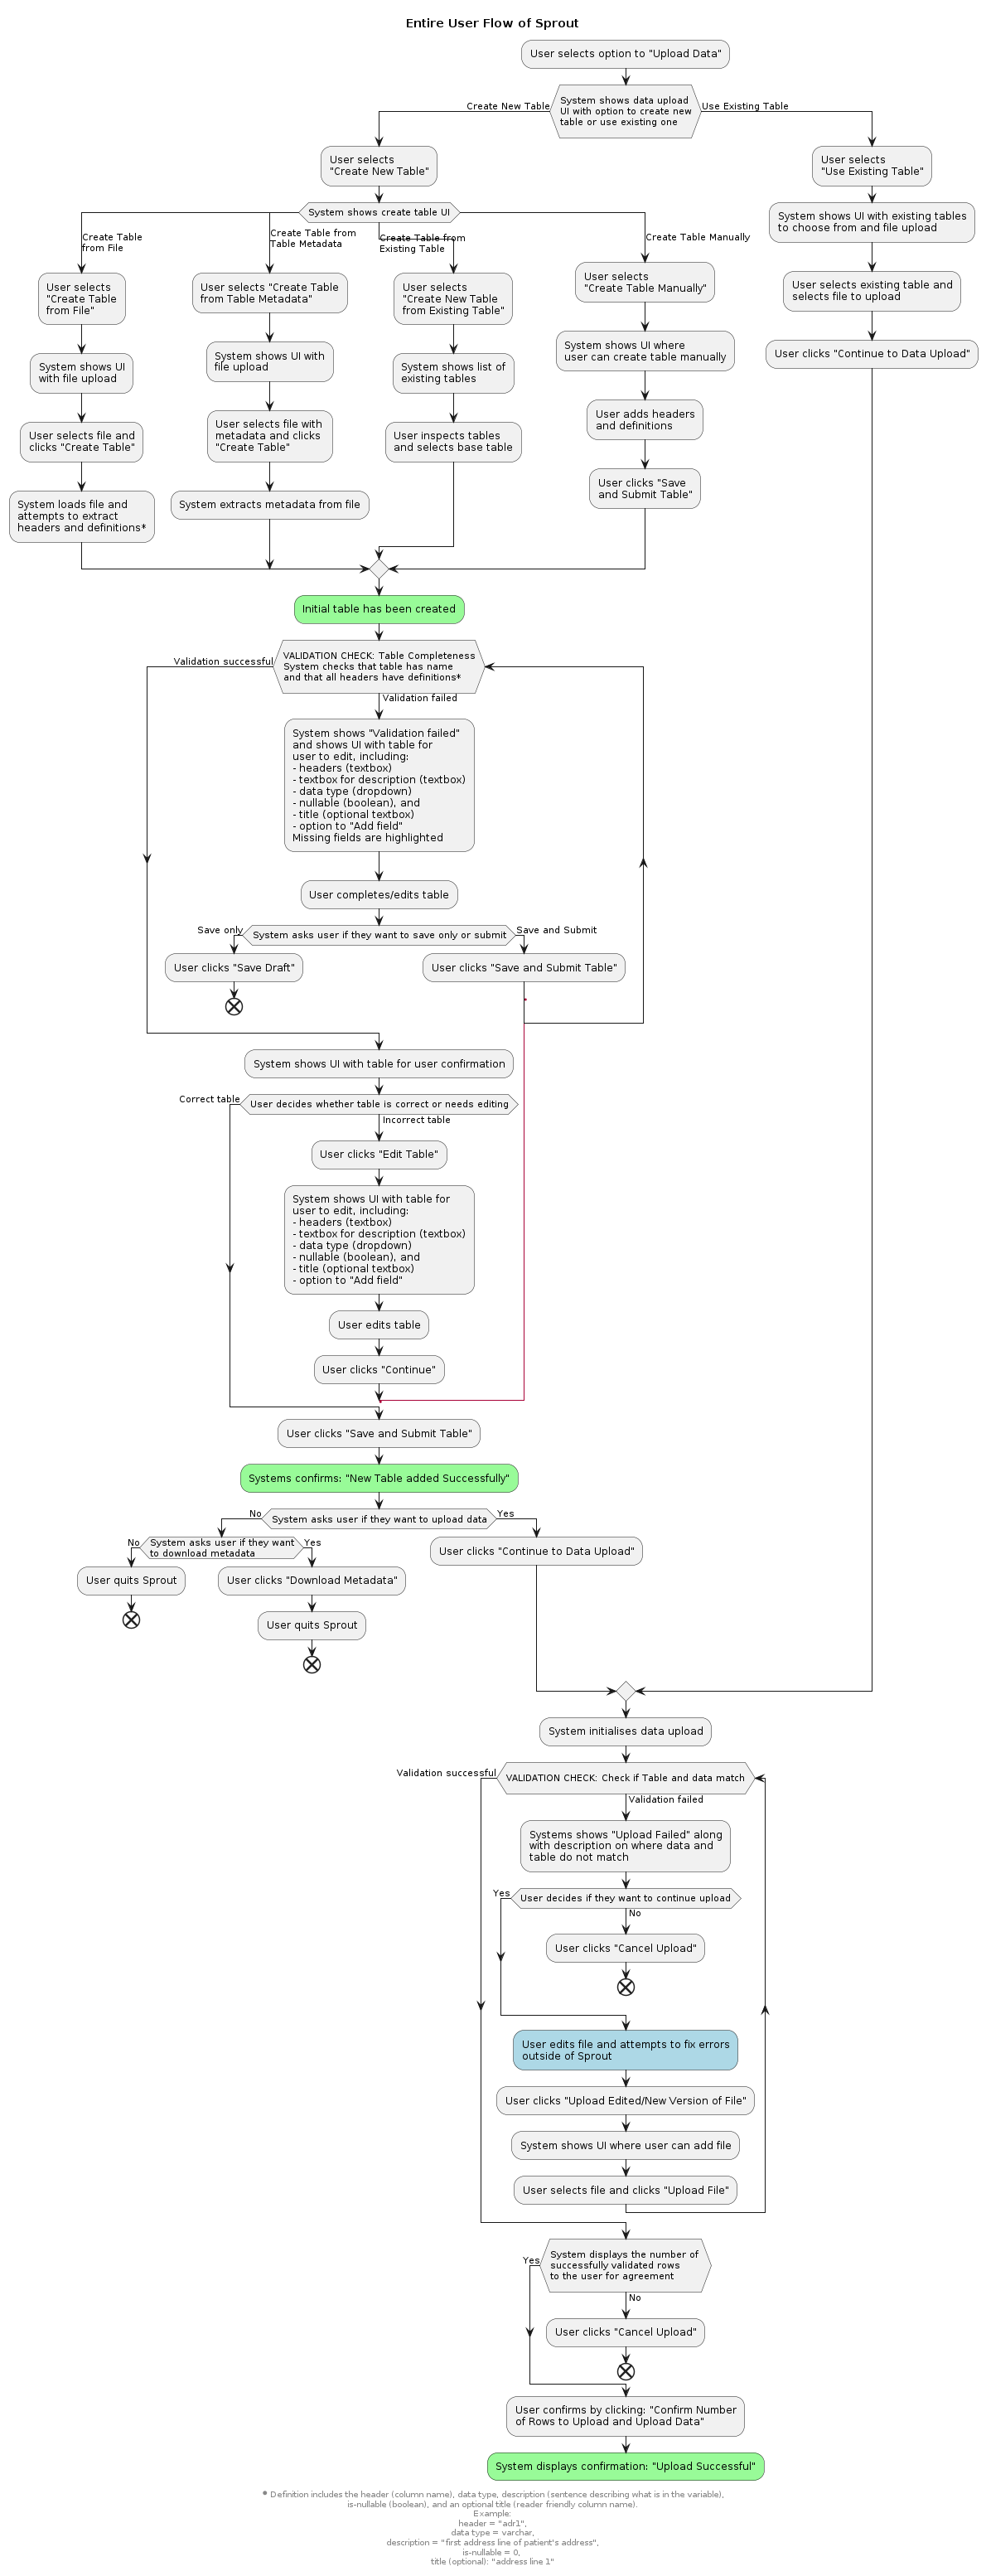 Entire User Flow of Sprout
User selects option to "Upload Data"
System shows data upload
UI with option to create new
table or use existing one
Create New Table
Use Existing Table
User selects
"Create New Table"
User selects
"Use Existing Table"
System shows create table UI
System shows UI with existing tables
to choose from and file upload
User selects existing table and
selects file to upload
User clicks "Continue to Data Upload"
Create Table
from File
User selects
"Create Table
from File"
System shows UI
with file upload
User selects file and
clicks "Create Table"
System loads file and
attempts to extract
headers and definitions*
Create Table from
Table Metadata
User selects "Create Table
from Table Metadata"
System shows UI with
file upload
User selects file with
metadata and clicks
"Create Table"
System extracts metadata from file
Create Table from
Existing Table
User selects
"Create New Table
from Existing Table"
System shows list of
existing tables
User inspects tables
and selects base table
Create Table Manually
User selects
"Create Table Manually"
System shows UI where
user can create table manually
User adds headers
and definitions
User clicks "Save
and Submit Table"
Initial table has been created
VALIDATION CHECK: Table Completeness
System checks that table has name
and that all headers have definitions*
Validation successful
Validation failed
System shows "Validation failed"
and shows UI with table for
user to edit, including:
- headers (textbox)
- textbox for description (textbox)
- data type (dropdown)
- nullable (boolean), and
- title (optional textbox)
- option to "Add field"
Missing fields are highlighted
User completes/edits table
Save only
System asks user if they want to save only or submit
Save and Submit
User clicks "Save Draft"
User clicks "Save and Submit Table"
System shows UI with table for user confirmation
Correct table
User decides whether table is correct or needs editing
Incorrect table
User clicks "Edit Table"
System shows UI with table for
user to edit, including:
- headers (textbox)
- textbox for description (textbox)
- data type (dropdown)
- nullable (boolean), and
- title (optional textbox)
- option to "Add field"
User edits table
User clicks "Continue"
User clicks "Save and Submit Table"
Systems confirms: "New Table added Successfully"
No
System asks user if they want to upload data
Yes
No
System asks user if they want
to download metadata
Yes
User clicks "Continue to Data Upload"
User quits Sprout
User clicks "Download Metadata"
User quits Sprout
System initialises data upload
Validation successful
VALIDATION CHECK: Check if Table and data match
Validation failed
Systems shows "Upload Failed" along
with description on where data and
table do not match
Yes
User decides if they want to continue upload
No
User clicks "Cancel Upload"
User edits file and attempts to fix errors
outside of Sprout
User clicks "Upload Edited/New Version of File"
System shows UI where user can add file
User selects file and clicks "Upload File"
Yes
System displays the number of
successfully validated rows
to the user for agreement
No
User clicks "Cancel Upload"
User confirms by clicking: "Confirm Number
of Rows to Upload and Upload Data"
System displays confirmation: "Upload Successful"
* Definition includes the header (column name), data type, description (sentence describing what is in the variable),
is-nullable (boolean), and an optional title (reader friendly column name).
Example:
header = "adr1",
data type = varchar,
description = "first address line of patient's address",
is-nullable = 0,
title (optional): "address line 1"